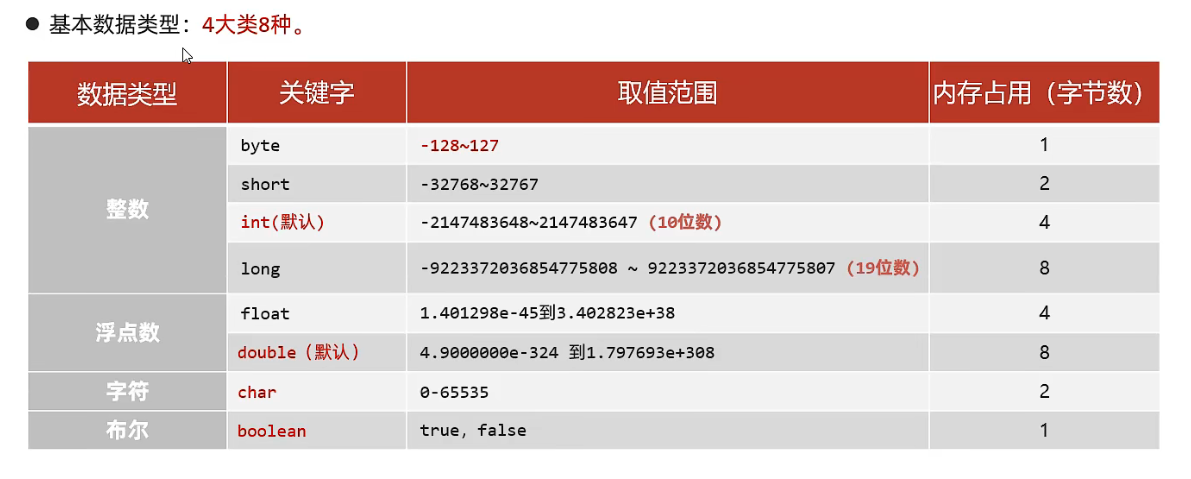 ● 基本数据类型：4大类8种。
数据类型 关键字 取值范围 内存占用（字节数）
整数
byte -128~127 1
short -32768~32767 2
int(默认) -2147483648~2147483647 (10位数) 4
long -9223372036854775808 ~ 9223372036854775807 (19位数) 8
浮点数
float 1.401298e-45到3.402823e+38 4
double（默认） 4.9000000e-324 到1.797693e+308 8
字符 char 0-65535 2
布尔 boolean true，false 1